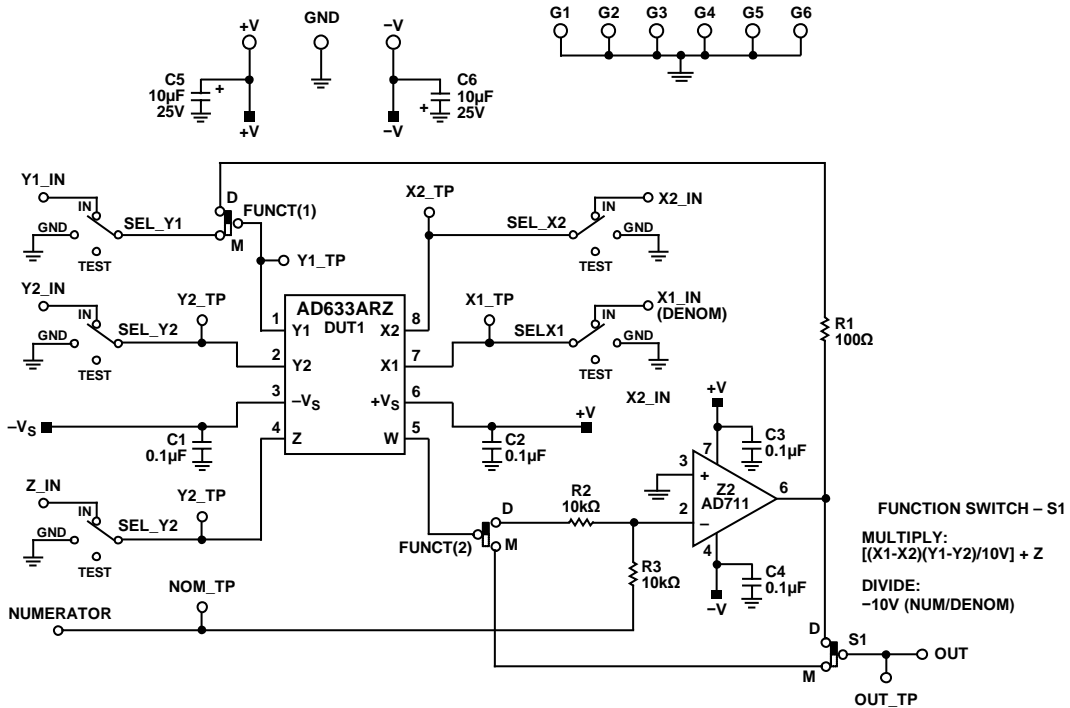 +V
GND
−V
G1 G2 G3 G4 G5 G6
C5
10µF
25V
+
+V
C6
10µF
25V
+
−V
Y1_IN
IN
GND
TEST
SEL_Y1
D
M
FUNCT(1)
Y1_TP
X2_TP
SEL_X2
IN
X2_IN
GND
TEST
Y2_IN
IN
GND
TEST
SEL_Y2
Y2_TP
AD633ARZ
DUT1
1 Y1
2 Y2
3 −VS
4 Z
X2 8
X1 7
+VS 6
W 5
X1_TP
SELX1
IN
X1_IN
(DENOM)
GND
TEST
R1
100Ω
X2_IN
−VS
C1
0.1µF
C2
0.1µF
+V
+V
C3
0.1µF
7
3
+
2
−
Z2
AD711
6
4
C4
0.1µF
−V
Z_IN
IN
GND
TEST
SEL_Y2
Y2_TP
D
M
FUNCT(2)
R2
10kΩ
R3
10kΩ
NOM_TP
NUMERATOR
FUNCTION SWITCH – S1
MULTIPLY:
[(X1-X2)(Y1-Y2)/10V] + Z
DIVIDE:
−10V (NUM/DENOM)
D
M
S1
OUT
OUT_TP